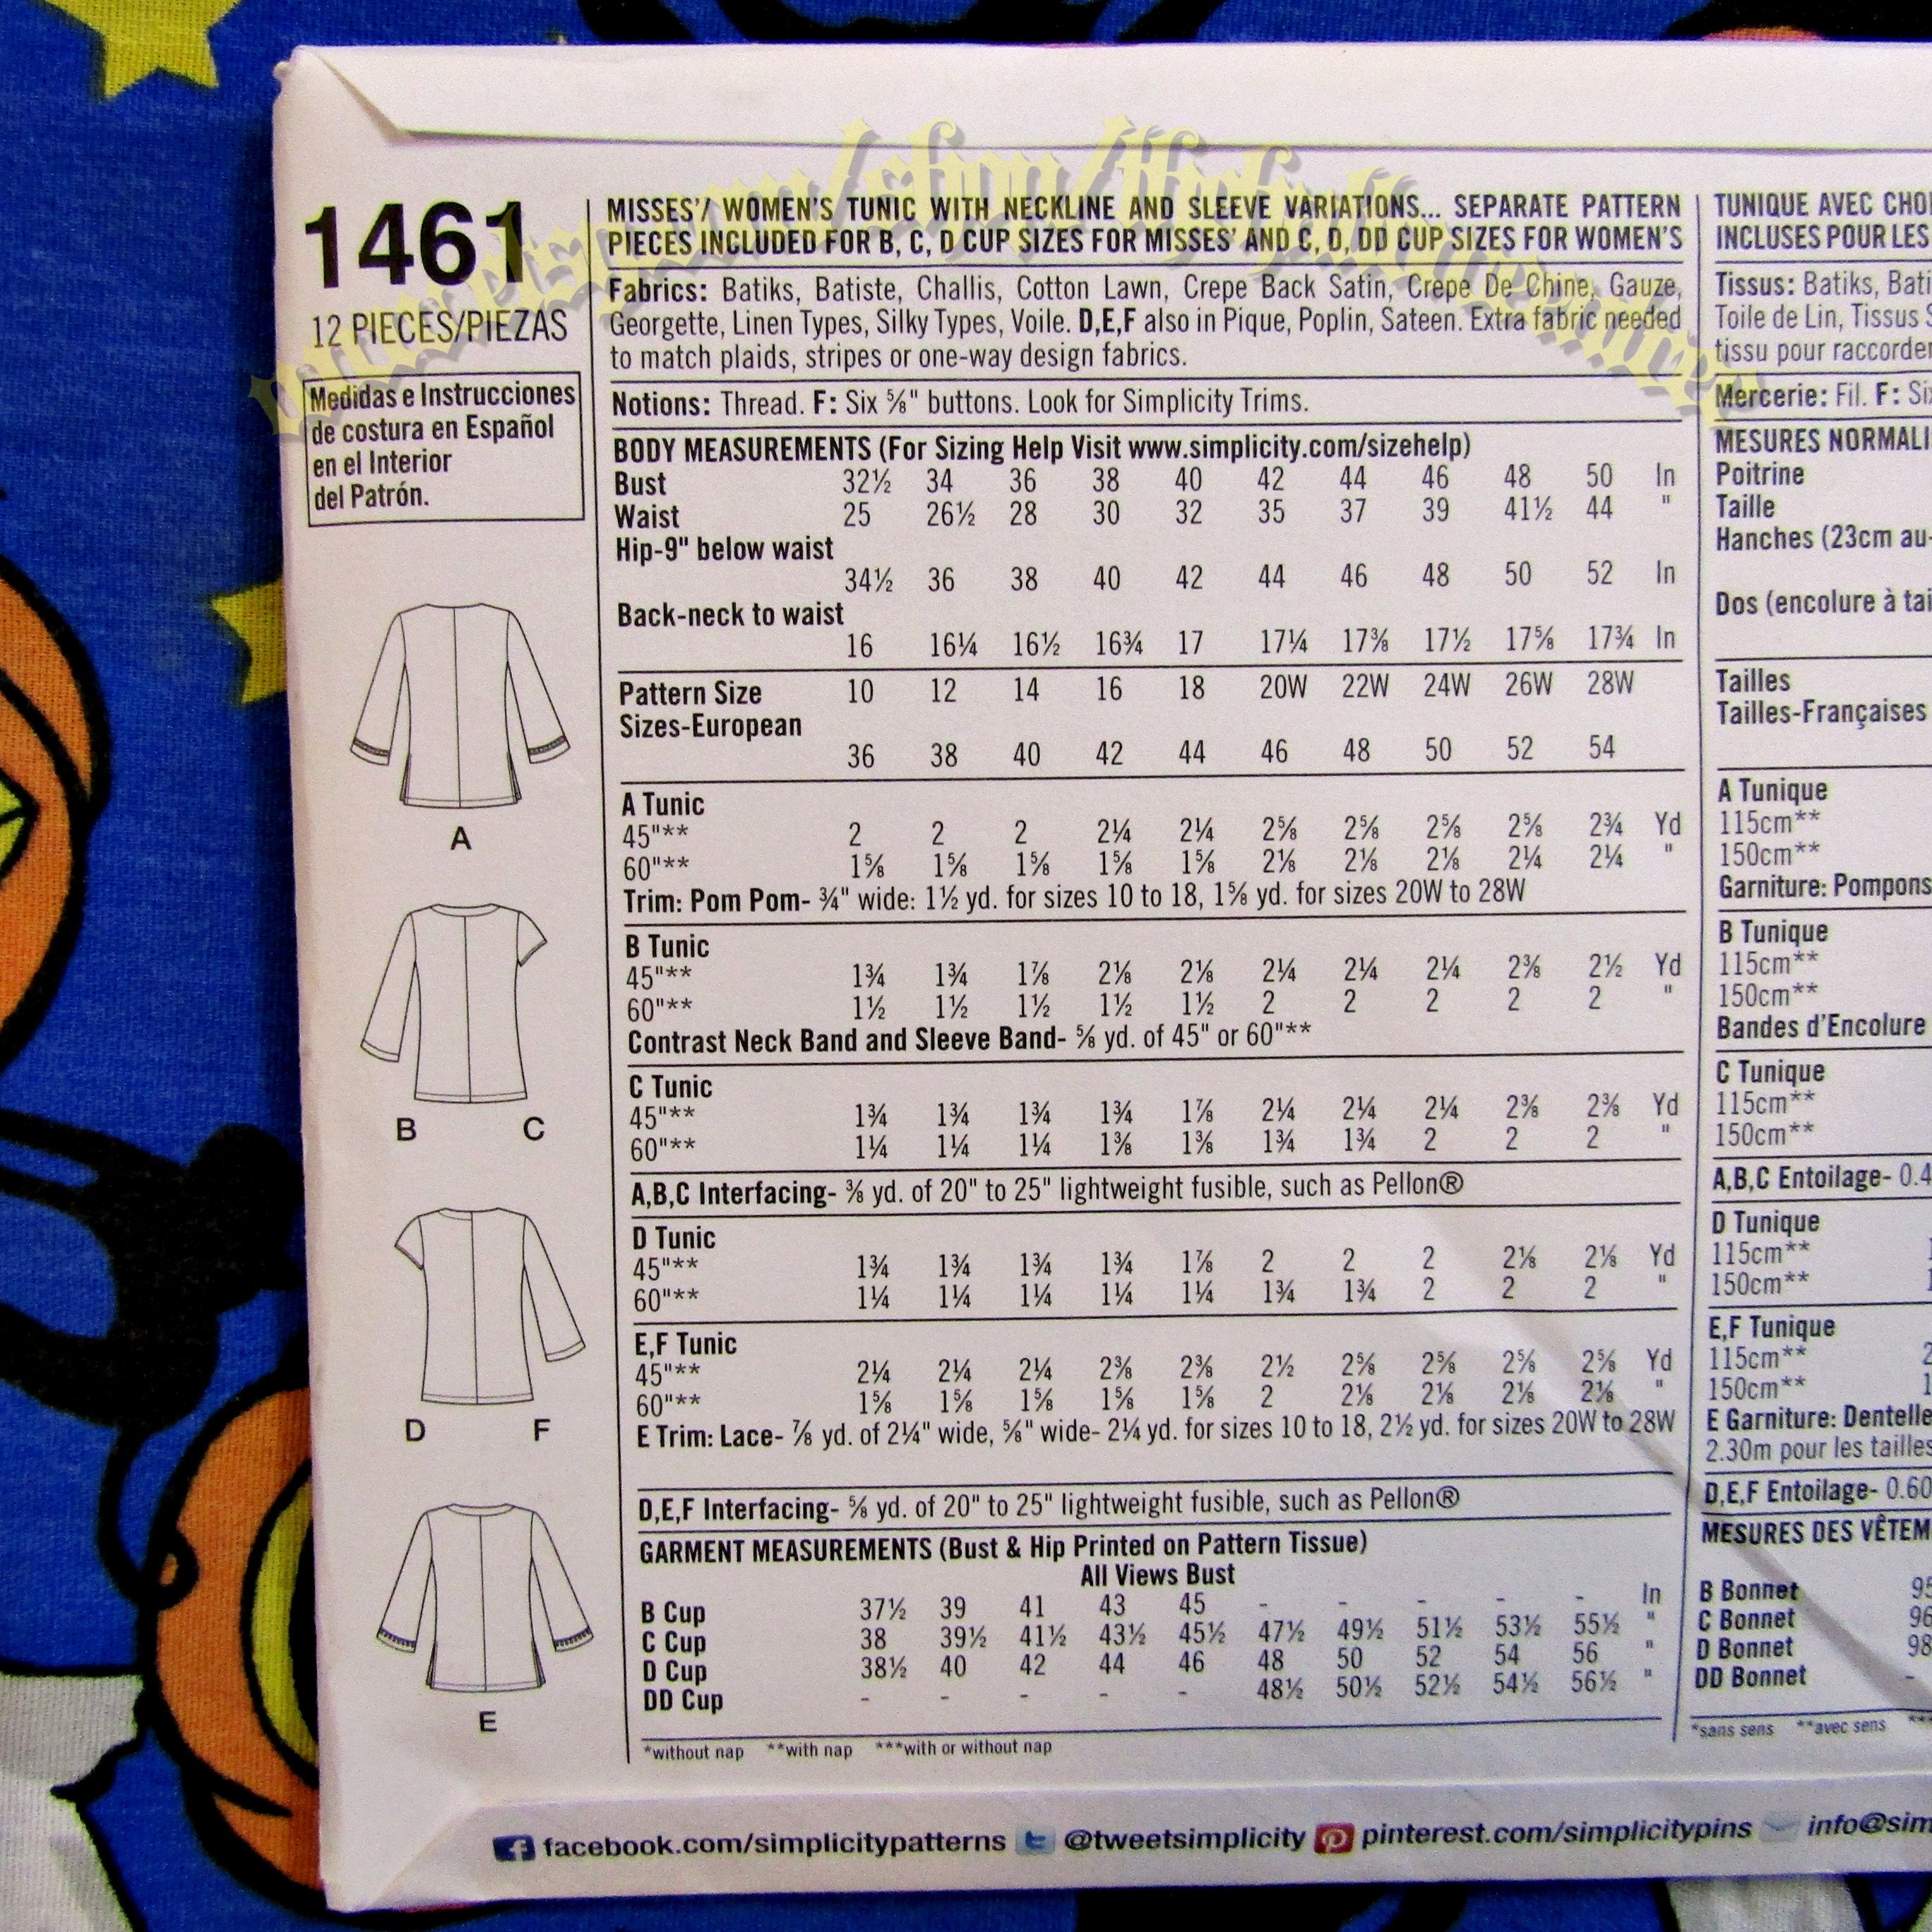 1461
12 PIECES/PIEZAS
Medidas e Instrucciones
de costura en Español
en el Interior
del Patrón.
A
B C
D F
E
MISSES'/ WOMEN'S TUNIC WITH NECKLINE AND SLEEVE VARIATIONS... SEPARATE PATTERN
PIECES INCLUDED FOR B, C, D CUP SIZES FOR MISSES' AND C, D, DD CUP SIZES FOR WOMEN'S
Fabrics: Batiks, Batiste, Challis, Cotton Lawn, Crepe Back Satin, Crepe De Chine, Gauze,
Georgette, Linen Types, Silky Types, Voile. D,E,F also in Pique, Poplin, Sateen. Extra fabric needed
to match plaids, stripes or one-way design fabrics.
Notions: Thread. F: Six ⅝" buttons. Look for Simplicity Trims.
BODY MEASUREMENTS (For Sizing Help Visit www.simplicity.com/sizehelp)
Bust 32½ 34 36 38 40 42 44 46 48 50 In
Waist 25 26½ 28 30 32 35 37 39 41½ 44 "
Hip-9" below waist
34½ 36 38 40 42 44 46 48 50 52 In
Back-neck to waist
16 16¼ 16½ 16¾ 17 17¼ 17⅜ 17½ 17⅝ 17¾ In
Pattern Size 10 12 14 16 18 20W 22W 24W 26W 28W
Sizes-European
36 38 40 42 44 46 48 50 52 54
A Tunic
45"** 2 2 2 2¼ 2¼ 2⅝ 2⅝ 2⅝ 2⅝ 2¾ Yd
60"** 1⅝ 1⅝ 1⅝ 1⅝ 1⅝ 2⅛ 2⅛ 2⅛ 2¼ 2¼ "
Trim: Pom Pom- ¾" wide: 1½ yd. for sizes 10 to 18, 1⅝ yd. for sizes 20W to 28W
B Tunic
45"** 1¾ 1¾ 1⅞ 2⅛ 2⅛ 2¼ 2¼ 2¼ 2⅜ 2½ Yd
60"** 1½ 1½ 1½ 1½ 1½ 2 2 2 2 2 "
Contrast Neck Band and Sleeve Band- ⅝ yd. of 45" or 60"**
C Tunic
45"** 1¾ 1¾ 1¾ 1¾ 1⅞ 2¼ 2¼ 2¼ 2⅜ 2⅜ Yd
60"** 1¼ 1¼ 1¼ 1⅜ 1⅜ 1¾ 1¾ 2 2 2 "
A,B,C Interfacing- ⅜ yd. of 20" to 25" lightweight fusible, such as Pellon®
D Tunic
45"** 1¾ 1¾ 1¾ 1¾ 1⅞ 2 2 2 2⅛ 2⅛ Yd
60"** 1¼ 1¼ 1¼ 1¼ 1¼ 1¾ 1¾ 2 2 2 "
E,F Tunic
45"** 2¼ 2¼ 2¼ 2⅜ 2⅜ 2½ 2⅝ 2⅝ 2⅝ 2⅝ Yd
60"** 1⅝ 1⅝ 1⅝ 1⅝ 1⅝ 2 2⅛ 2⅛ 2⅛ 2⅛ "
E Trim: Lace- ⅞ yd. of 2¼" wide, ⅝" wide- 2¼ yd. for sizes 10 to 18, 2½ yd. for sizes 20W to 28W
D,E,F Interfacing- ⅝ yd. of 20" to 25" lightweight fusible, such as Pellon®
GARMENT MEASUREMENTS (Bust & Hip Printed on Pattern Tissue)
All Views Bust
B Cup 37½ 39 41 43 45 - - - - - In
C Cup 38 39½ 41½ 43½ 45½ 47½ 49½ 51½ 53½ 55½ "
D Cup 38½ 40 42 44 46 48 50 52 54 56 "
DD Cup - - - - - 48½ 50½ 52½ 54½ 56½ "
*without nap **with nap ***with or without nap
TUNIQUE AVEC CHO
INCLUSES POUR LES
Tissus: Batiks, Bati
Toile de Lin, Tissus S
tissu pour raccorder
Mercerie: Fil. F: Si
MESURES NORMALI
Poitrine
Taille
Hanches (23cm au-
Dos (encolure à tai
Tailles
Tailles-Françaises
A Tunique
115cm**
150cm**
Garniture: Pompons
B Tunique
115cm**
150cm**
Bandes d'Encolure
C Tunique
115cm**
150cm**
A,B,C Entoilage- 0.4
D Tunique
115cm** 1
150cm** 1
E,F Tunique
115cm** 2
150cm** 1
E Garniture: Dentelle
2.30m pour les tailles
D,E,F Entoilage- 0.60
MESURES DES VÊTEM
B Bonnet 95
C Bonnet 96
D Bonnet 98
DD Bonnet -
*sans sens **avec sens
facebook.com/simplicitypatterns @tweetsimplicity pinterest.com/simplicitypins info@sim